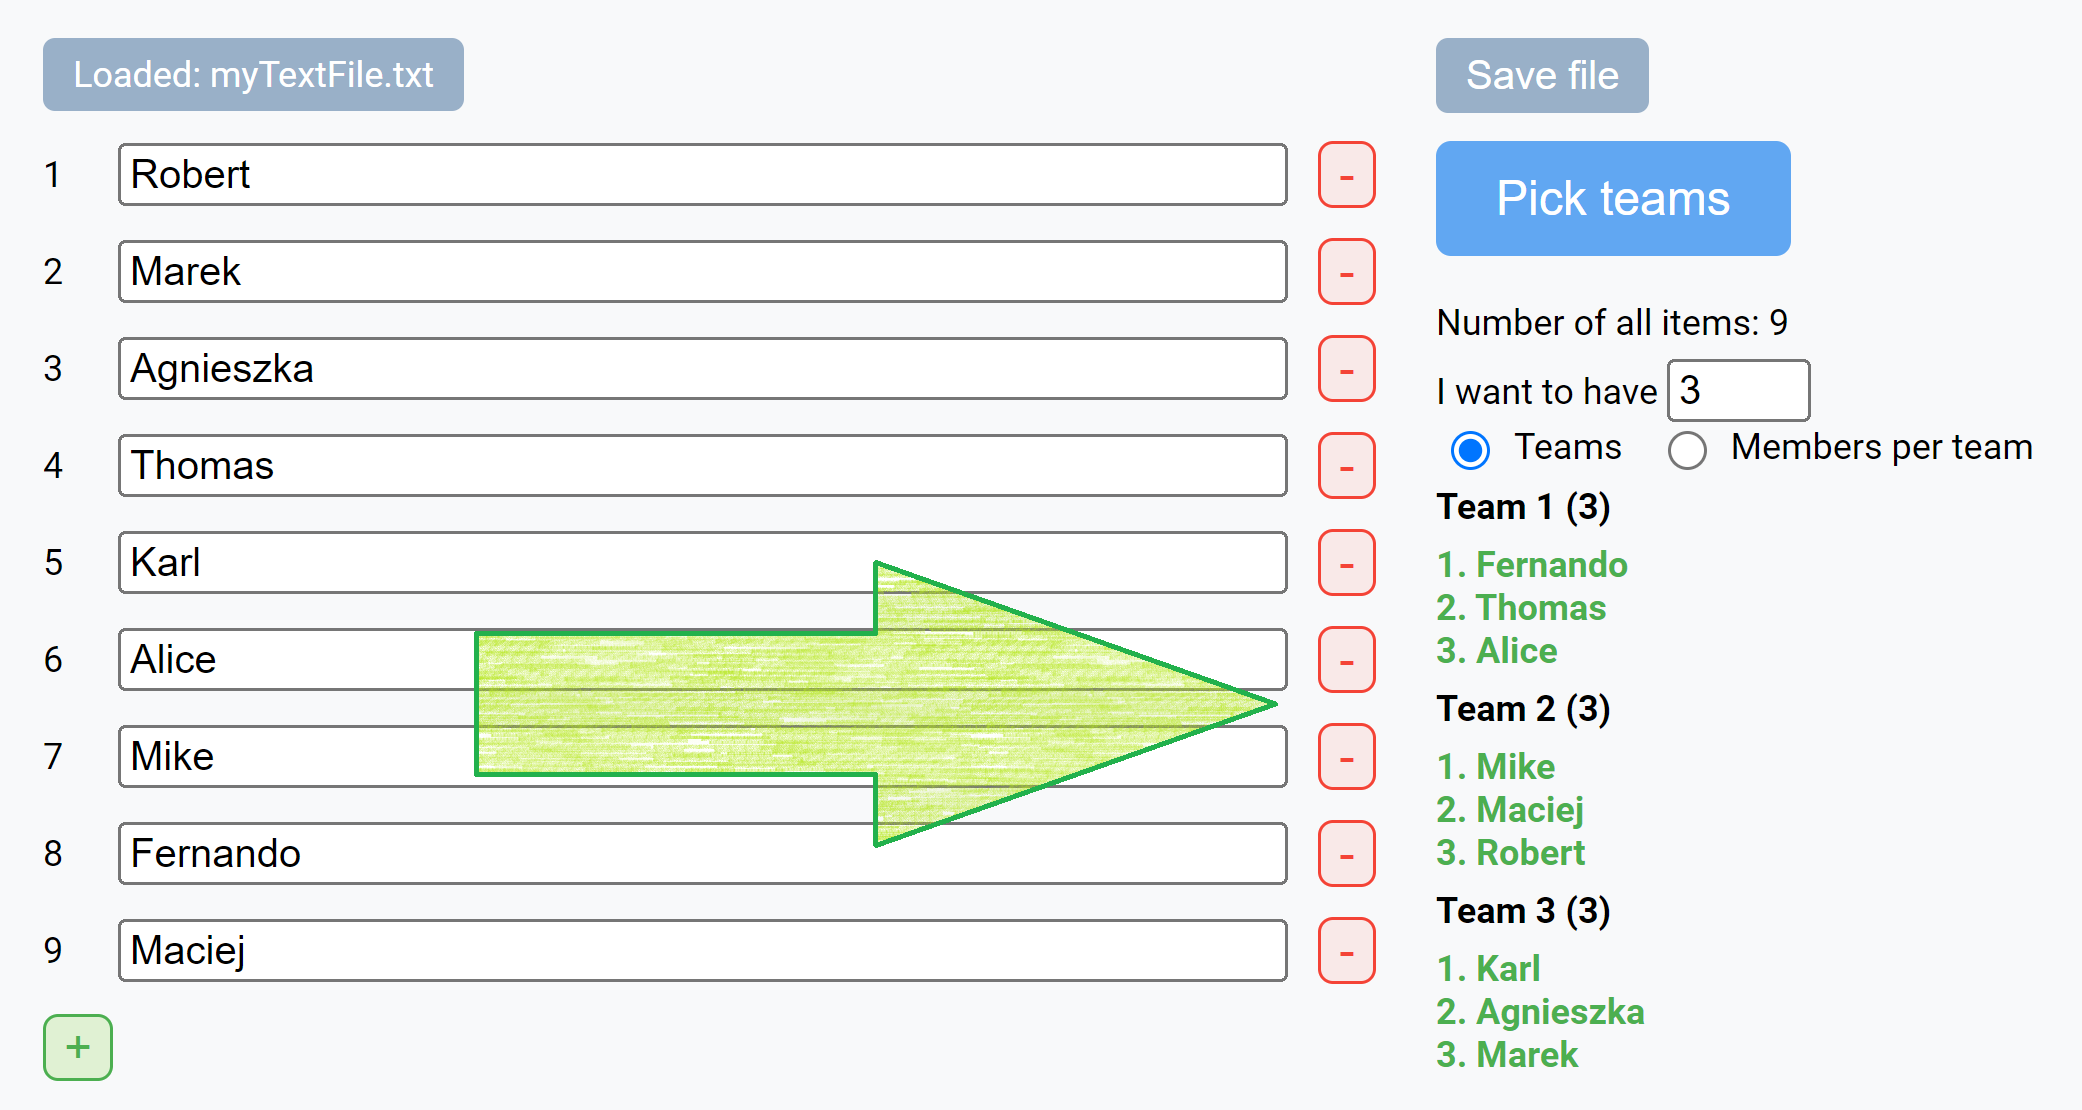 Loaded: myTextFile.txt
1 Robert -
2 Marek -
3 Agnieszka -
4 Thomas -
5 Karl -
6 Alice -
7 Mike -
8 Fernando -
9 Maciej -
+
Save file
Pick teams
Number of all items: 9
I want to have 3
Teams Members per team
Team 1 (3)
1. Fernando
2. Thomas
3. Alice
Team 2 (3)
1. Mike
2. Maciej
3. Robert
Team 3 (3)
1. Karl
2. Agnieszka
3. Marek